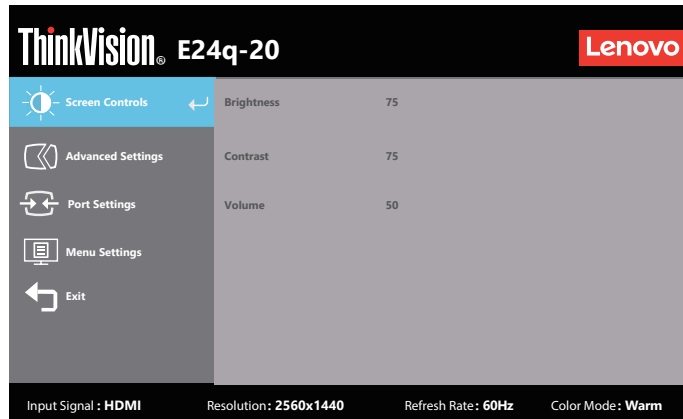 ThinkVision® E24q-20
Lenovo
Screen Controls
Brightness 75
Advanced Settings
Contrast 75
Port Settings
Volume 50
Menu Settings
Exit
Input Signal : HDMI Resolution : 2560x1440 Refresh Rate : 60Hz Color Mode : Warm